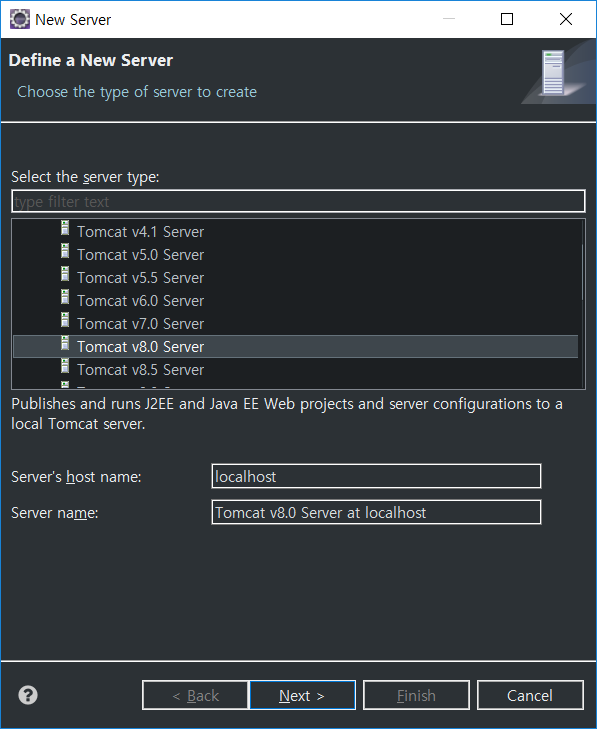 New Server
Define a New Server
Choose the type of server to create
Select the server type:
type filter text
Tomcat v4.1 Server
Tomcat v5.0 Server
Tomcat v5.5 Server
Tomcat v6.0 Server
Tomcat v7.0 Server
Tomcat v8.0 Server
Tomcat v8.5 Server
Publishes and runs J2EE and Java EE Web projects and server configurations to a
local Tomcat server.
Server's host name: localhost
Server name: Tomcat v8.0 Server at localhost
? < Back Next > Finish Cancel